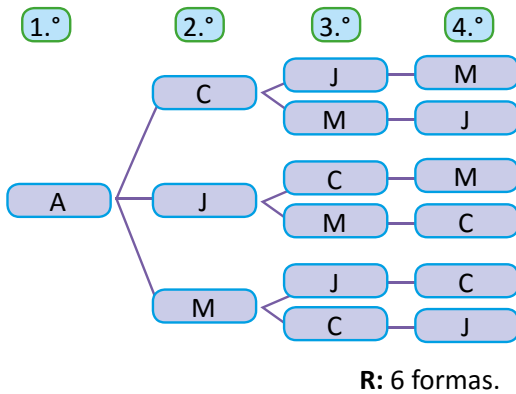 1.° 2.° 3.° 4.°
J M
C
M J
C M
A J
M C
J C
M
C J
R: 6 formas.